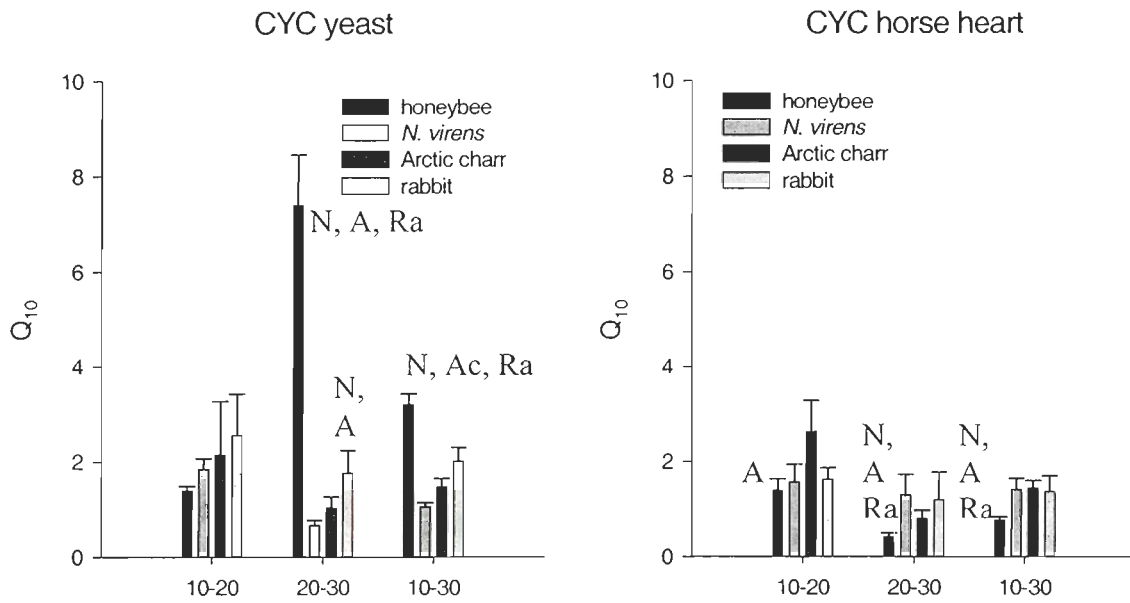 CYC yeast
10
8
6
4
2
0
Q10
honeybee
N. virens
Arctic charr
rabbit
N, A, Ra
N,
A
N, Ac, Ra
10-20
20-30
10-30
CYC horse heart
10
8
6
4
2
0
Q10
honeybee
N. virens
Arctic charr
rabbit
A
N,
A
Ra
N,
A
Ra
10-20
20-30
10-30